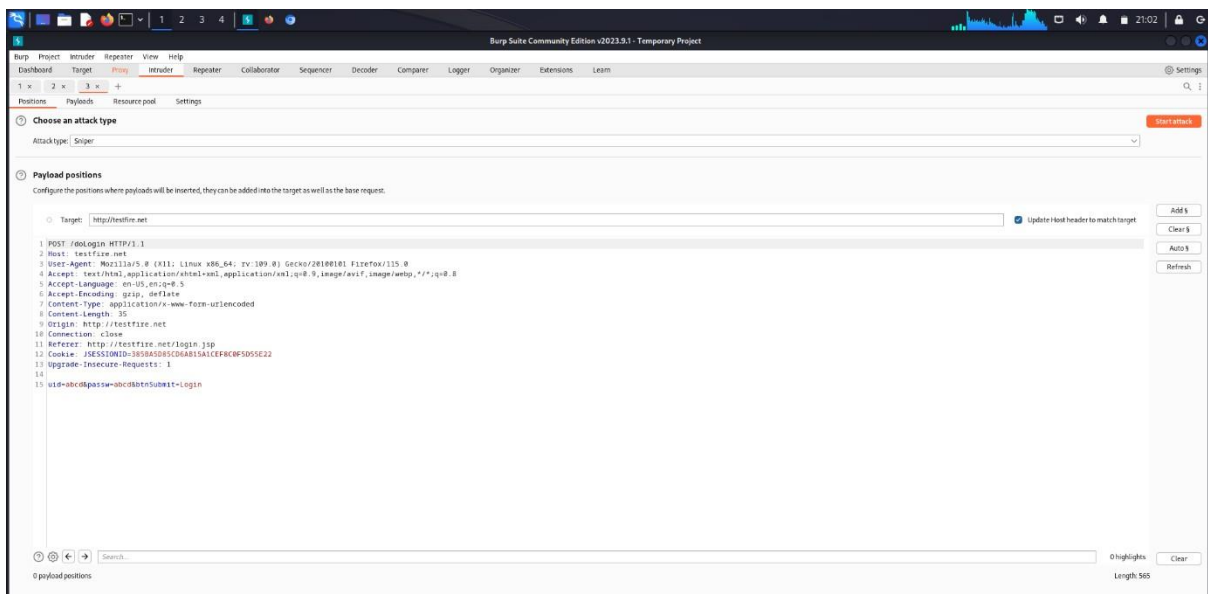 1 2 3 4 21:02
Burp Suite Community Edition v2023.9.1 - Temporary Project
Burp Project Intruder Repeater View Help
Dashboard Target Proxy Intruder Repeater Collaborator Sequencer Decoder Comparer Logger Organizer Extensions Learn Settings
1 × 2 × 3 × +
Positions Payloads Resource pool Settings
Choose an attack type Start attack
Attack type: Sniper
Payload positions
Configure the positions where payloads will be inserted, they can be added into the target as well as the base request.
Target: http://testfire.net Update Host header to match target Add §
Clear §
Auto §
Refresh
1 POST /doLogin HTTP/1.1
2 Host: testfire.net
3 User-Agent: Mozilla/5.0 (X11; Linux x86_64; rv:109.0) Gecko/20100101 Firefox/115.0
4 Accept: text/html,application/xhtml+xml,application/xml;q=0.9,image/avif,image/webp,*/*;q=0.8
5 Accept-Language: en-US,en;q=0.5
6 Accept-Encoding: gzip, deflate
7 Content-Type: application/x-www-form-urlencoded
8 Content-Length: 35
9 Origin: http://testfire.net
10 Connection: close
11 Referer: http://testfire.net/login.jsp
12 Cookie: JSESSIONID=
13 Upgrade-Insecure-Requests: 1
14
15 uid=abcd&passw=abcd&btnSubmit=Login
Search... 0 highlights Clear
0 payload positions Length: 565